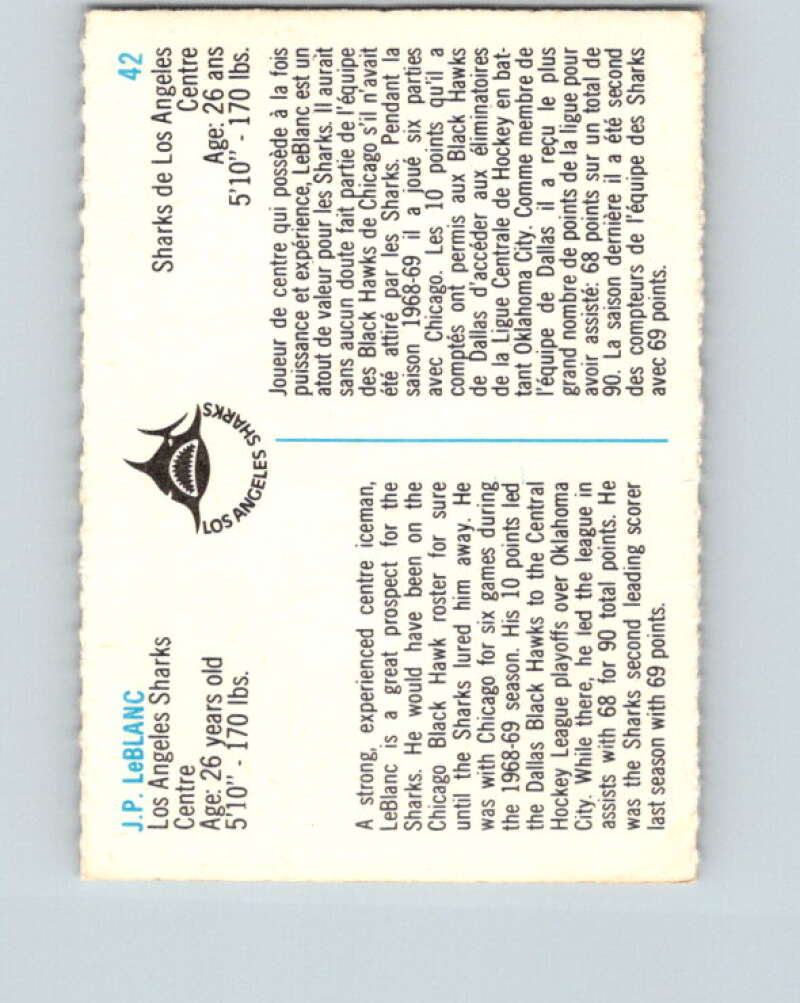 J.P. LeBLANC
Los Angeles Sharks
Centre
Age: 26 years old
5'10" - 170 lbs.
A strong, experienced centre iceman,
LeBlanc is a great prospect for the
Sharks. He would have been on the
Chicago Black Hawk roster for sure
until the Sharks lured him away. He
was with Chicago for six games during
the 1968-69 season. His 10 points led
the Dallas Black Hawks to the Central
Hockey League playoffs over Oklahoma
City. While there, he led the league in
assists with 68 for 90 total points. He
was the Sharks second leading scorer
last season with 69 points.
LOS ANGELES SHARKS
42
Sharks de Los Angeles
Centre
Age: 26 ans
5'10" - 170 lbs.
Joueur de centre qui possède à la fois
puissance et expérience, LeBlanc est un
atout de valeur pour les Sharks. Il aurait
sans aucun doute fait partie de l'équipe
des Black Hawks de Chicago s'il n'avait
été attiré par les Sharks. Pendant la
saison 1968-69 il a joué six parties
avec Chicago. Les 10 points qu'il a
comptés ont permis aux Black Hawks
de Dallas d'accéder aux éliminatoires
de la Ligue Centrale de Hockey en bat-
tant Oklahoma City. Comme membre de
l'équipe de Dallas il a reçu le plus
grand nombre de points de la ligue pour
avoir assisté: 68 points sur un total de
90. La saison dernière il a été second
des compteurs de l'équipe des Sharks
avec 69 points.